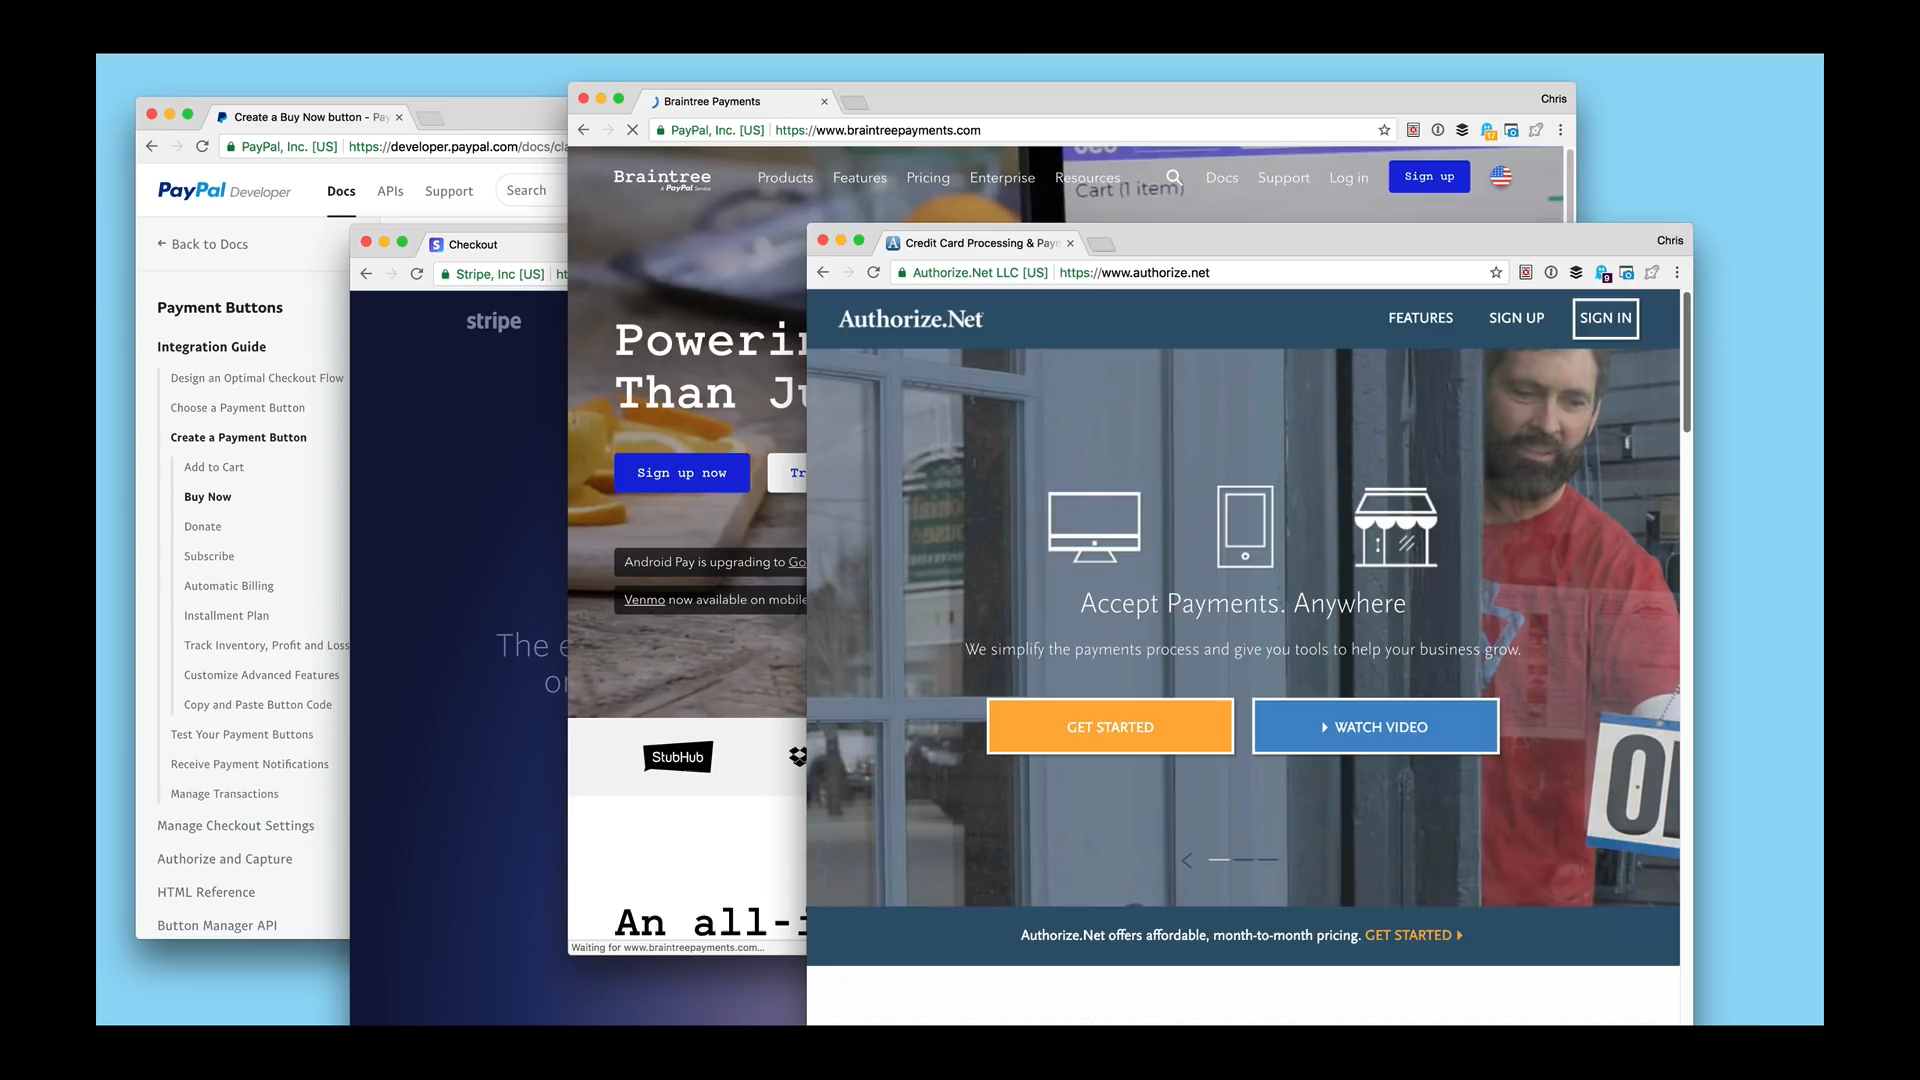 Create a Buy Now button - Pay
PayPal, Inc. [US]
https://developer.paypal.com/docs/cla
PayPal Developer
Docs
APIs
Support
Search
Back to Docs
Payment Buttons
Integration Guide
Design an Optimal Checkout Flow
Choose a Payment Button
Create a Payment Button
Add to Cart
Buy Now
Donate
Subscribe
Automatic Billing
Installment Plan
Track Inventory, Profit and Loss
Customize Advanced Features
Copy and Paste Button Code
Test Your Payment Buttons
Receive Payment Notifications
Manage Transactions
Manage Checkout Settings
Authorize and Capture
HTML Reference
Button Manager API
Checkout
Stripe, Inc [US]
ht
stripe
The e
or
Braintree Payments
Chris
PayPal, Inc. [US]
https://www.braintreepayments.com
17
Braintree
A PayPal Service
Products
Features
Pricing
Enterprise
Resources
Docs
Support
Log in
Sign up
Cart (1 item)
Powerin
Than Ju
Sign up now
Tr
Android Pay is upgrading to Go
Venmo now available on mobile
StubHub
An all-i
Waiting for www.braintreepayments.com...
Credit Card Processing & Paym
Chris
Authorize.Net LLC [US]
https://www.authorize.net
9
Authorize.Net
FEATURES
SIGN UP
SIGN IN
Accept Payments. Anywhere
We simplify the payments process and give you tools to help your business grow.
GET STARTED
WATCH VIDEO
Authorize.Net offers affordable, month-to-month pricing. GET STARTED